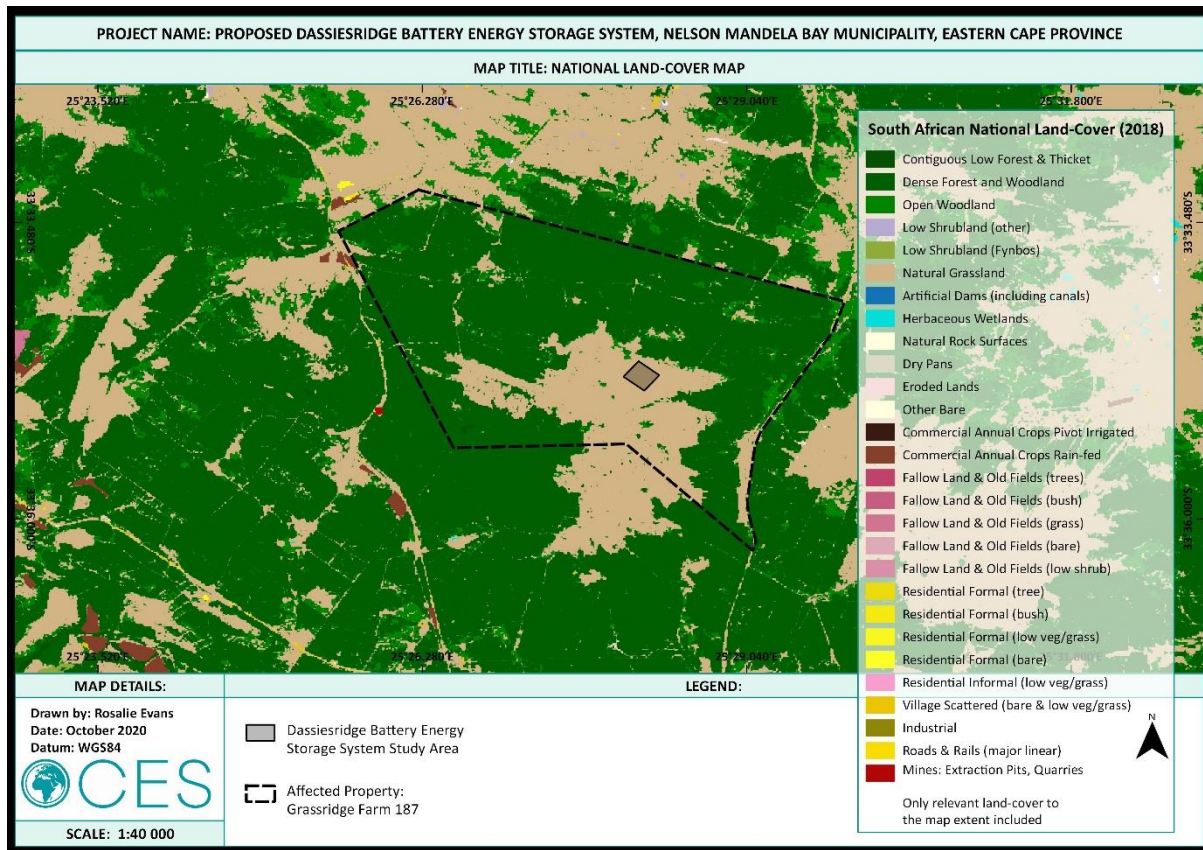 PROJECT NAME: PROPOSED DASSIESRIDGE BATTERY ENERGY STORAGE SYSTEM, NELSON MANDELA BAY MUNICIPALITY, EASTERN CAPE PROVINCE
MAP TITLE: NATIONAL LAND-COVER MAP
25°23.520'E
25°26.280'E
25°29.040'E
25°31.800'E
33°33.480'S
33°33.480'S
South African National Land-Cover (2018)
Contiguous Low Forest & Thicket
Dense Forest and Woodland
Open Woodland
Low Shrubland (other)
Low Shrubland (Fynbos)
Natural Grassland
Artificial Dams (including canals)
Herbaceous Wetlands
Natural Rock Surfaces
Dry Pans
Eroded Lands
Other Bare
Commercial Annual Crops Pivot Irrigated
Commercial Annual Crops Rain-fed
Fallow Land & Old Fields (trees)
Fallow Land & Old Fields (bush)
Fallow Land & Old Fields (grass)
Fallow Land & Old Fields (bare)
Fallow Land & Old Fields (low shrub)
Residential Formal (tree)
Residential Formal (bush)
Residential Formal (low veg/grass)
Residential Formal (bare)
Residential Informal (low veg/grass)
Village Scattered (bare & low veg/grass)
Industrial
Roads & Rails (major linear)
Mines: Extraction Pits, Quarries
Only relevant land-cover to
the map extent included
N
33°36.000'S
33°36.000'S
25°23.520'E
25°26.280'E
25°29.040'E
25°31.800'E
MAP DETAILS:
Drawn by: Rosalie Evans
Date: October 2020
Datum: WGS84
CES
SCALE: 1:40 000
LEGEND:
Dassiesridge Battery Energy
Storage System Study Area
Affected Property:
Grassridge Farm 187